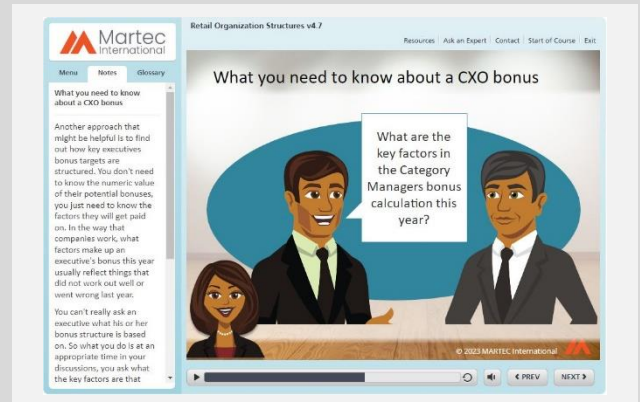 Martec
International
Retail Organization Structures v4.7
Resources Ask an Expert Contact Start of Course Exit
Menu Notes Glossary
What you need to know
about a CXO bonus
Another approach that
might be helpful is to find
out how key executives
bonus targets are
structured. You don't need
to know the numeric value
of their potential bonuses,
you just need to know the
factors they will get paid
on. In the way that
companies work, what
factors make up an
executive's bonus this year
usually reflect things that
did not work out well or
went wrong last year.
You can't really ask an
executive what his or her
bonus structure is based
on. So what you do is at an
appropriate time in your
discussions, you ask what
the key factors are that
What you need to know about a CXO bonus
What are the
key factors in
the Category
Managers bonus
calculation this
year?
© 2023 MARTEC International
PREV NEXT